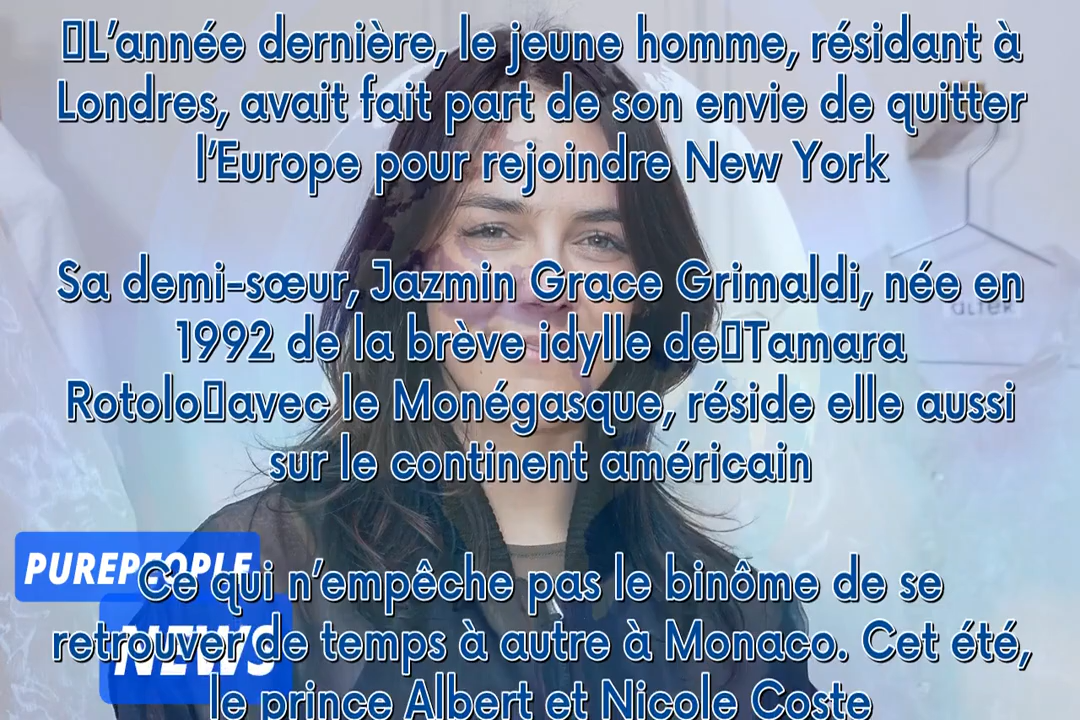 L’année dernière, le jeune homme, résidant à
Londres, avait fait part de son envie de quitter
l’Europe pour rejoindre New York
Sa demi-sœur, Jazmin Grace Grimaldi, née en
1992 de la brève idylle de Tamara
Rotolo avec le Monégasque, réside elle aussi
sur le continent américain
Ce qui n’empêche pas le binôme de se
retrouver de temps à autre à Monaco. Cet été,
le prince Albert et Nicole Coste
PUREPEOPLE
NEWS
ALTER